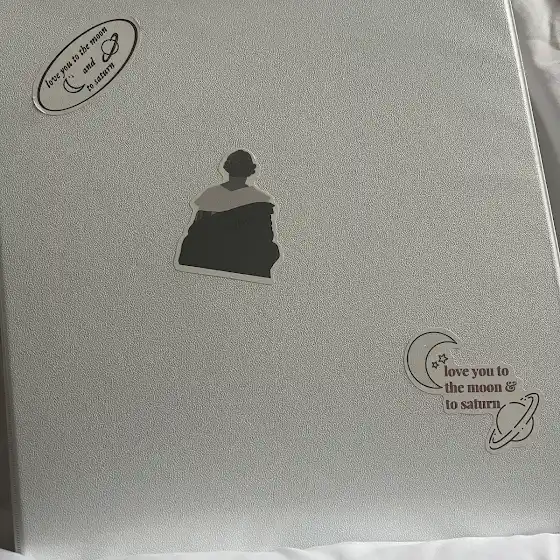 love you to the moon
and
to saturn
love you to
the moon &
to saturn